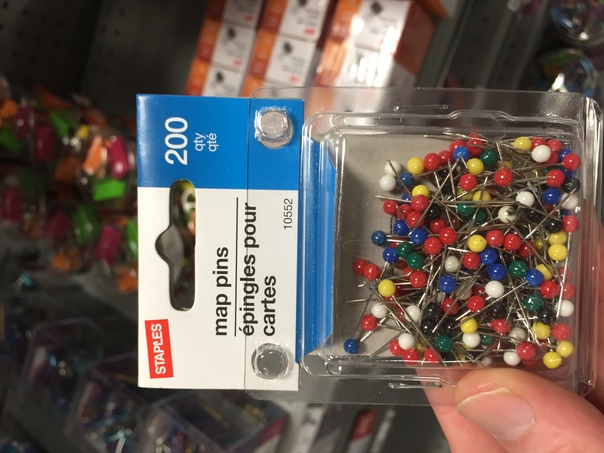 200
qty
qté
map pins
épingles pour
cartes
10552
STAPLES